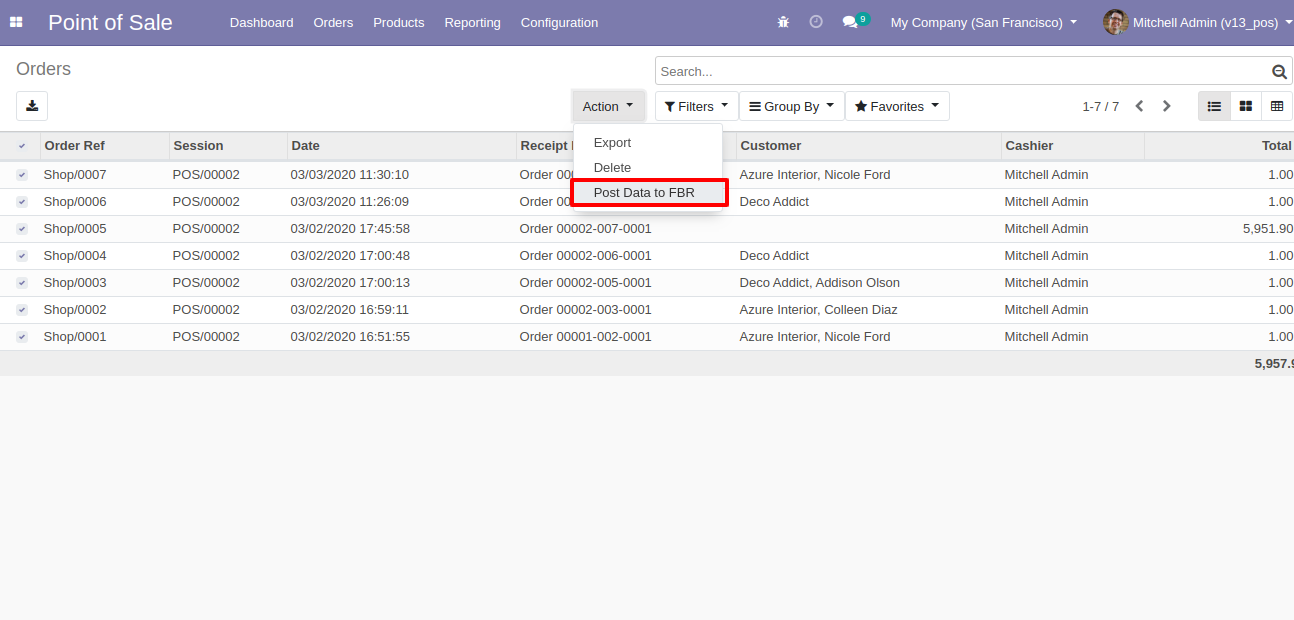 Point of Sale Dashboard Orders Products Reporting Configuration 9 My Company (San Francisco) Mitchell Admin (v13_pos)
Orders Search...
Action Filters Group By Favorites 1-7 / 7
Export
Delete
Post Data to FBR
Order Ref Session Date Receipt Customer Cashier Total
Shop/0007 POS/00002 03/03/2020 11:30:10 Order 00 Azure Interior, Nicole Ford Mitchell Admin 1.00
Shop/0006 POS/00002 03/03/2020 11:26:09 Order 00 Deco Addict Mitchell Admin 1.00
Shop/0005 POS/00002 03/02/2020 17:45:58 Order 00002-007-0001 Mitchell Admin 5,951.90
Shop/0004 POS/00002 03/02/2020 17:00:48 Order 00002-006-0001 Deco Addict Mitchell Admin 1.00
Shop/0003 POS/00002 03/02/2020 17:00:13 Order 00002-005-0001 Deco Addict, Addison Olson Mitchell Admin 1.00
Shop/0002 POS/00002 03/02/2020 16:59:11 Order 00002-003-0001 Azure Interior, Colleen Diaz Mitchell Admin 1.00
Shop/0001 POS/00002 03/02/2020 16:51:55 Order 00001-002-0001 Azure Interior, Nicole Ford Mitchell Admin 1.00
5,957.9